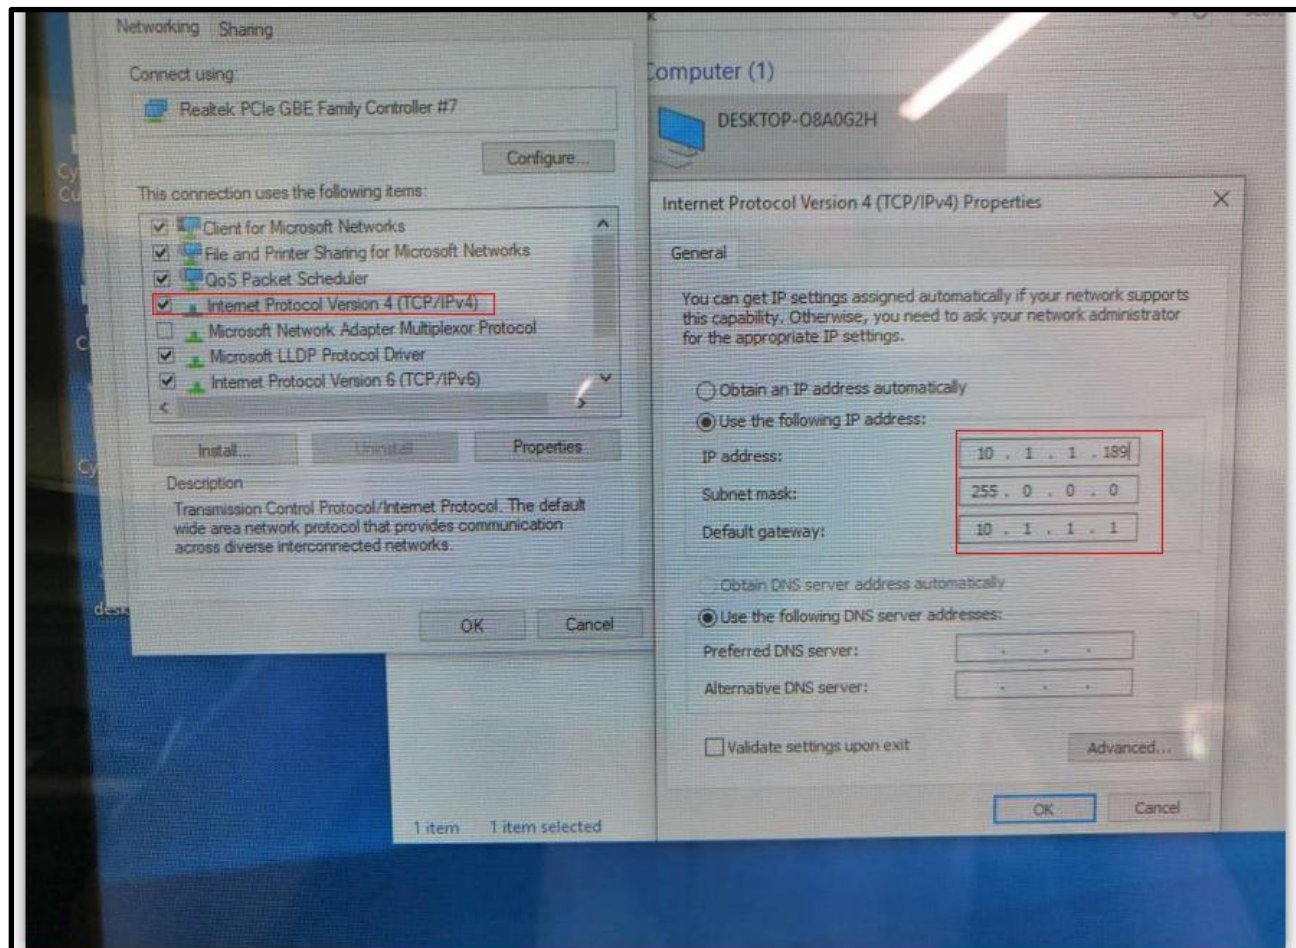 Networking Sharing
Connect using:
Realtek PCIe GBE Family Controller #7
Configure...
This connection uses the following items:
Client for Microsoft Networks
File and Printer Sharing for Microsoft Networks
QoS Packet Scheduler
Internet Protocol Version 4 (TCP/IPv4)
Microsoft Network Adapter Multiplexor Protocol
Microsoft LLDP Protocol Driver
Internet Protocol Version 6 (TCP/IPv6)
Install... Uninstall Properties
Description
Transmission Control Protocol/Internet Protocol. The default
wide area network protocol that provides communication
across diverse interconnected networks.
OK Cancel
Computer (1)
DESKTOP-O8A0G2H
Internet Protocol Version 4 (TCP/IPv4) Properties
General
You can get IP settings assigned automatically if your network supports
this capability. Otherwise, you need to ask your network administrator
for the appropriate IP settings.
Obtain an IP address automatically
Use the following IP address:
IP address: 10 . 1 . 1 . 189
Subnet mask: 255 . 0 . 0 . 0
Default gateway: 10 . 1 . 1 . 1
Obtain DNS server address automatically
Use the following DNS server addresses:
Preferred DNS server: . . .
Alternative DNS server: . . .
Validate settings upon exit
Advanced...
OK Cancel
1 item 1 item selected